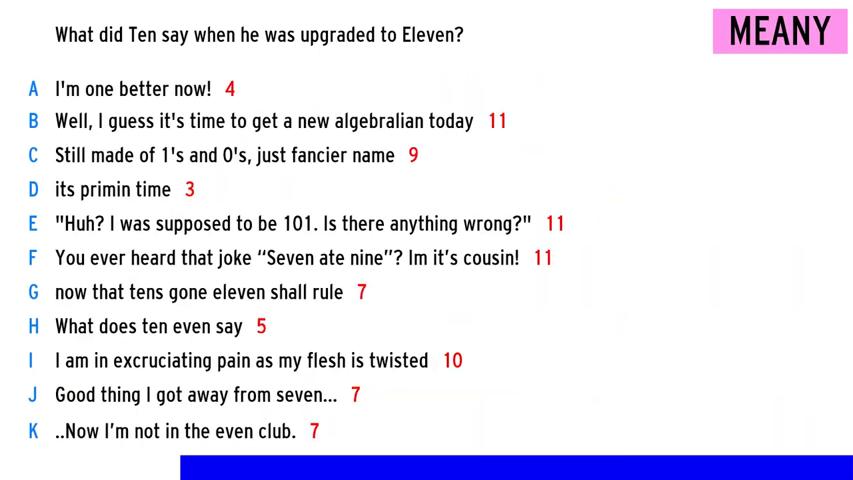 What did Ten say when he was upgraded to Eleven?
MEANY
A I'm one better now! 4
B Well, I guess it's time to get a new algebralian today 11
C Still made of 1's and 0's, just fancier name 9
D its primin time 3
E "Huh? I was supposed to be 101. Is there anything wrong?" 11
F You ever heard that joke “Seven ate nine”? Im it’s cousin! 11
G now that tens gone eleven shall rule 7
H What does ten even say 5
I I am in excruciating pain as my flesh is twisted 10
J Good thing I got away from seven... 7
K ..Now I’m not in the even club. 7